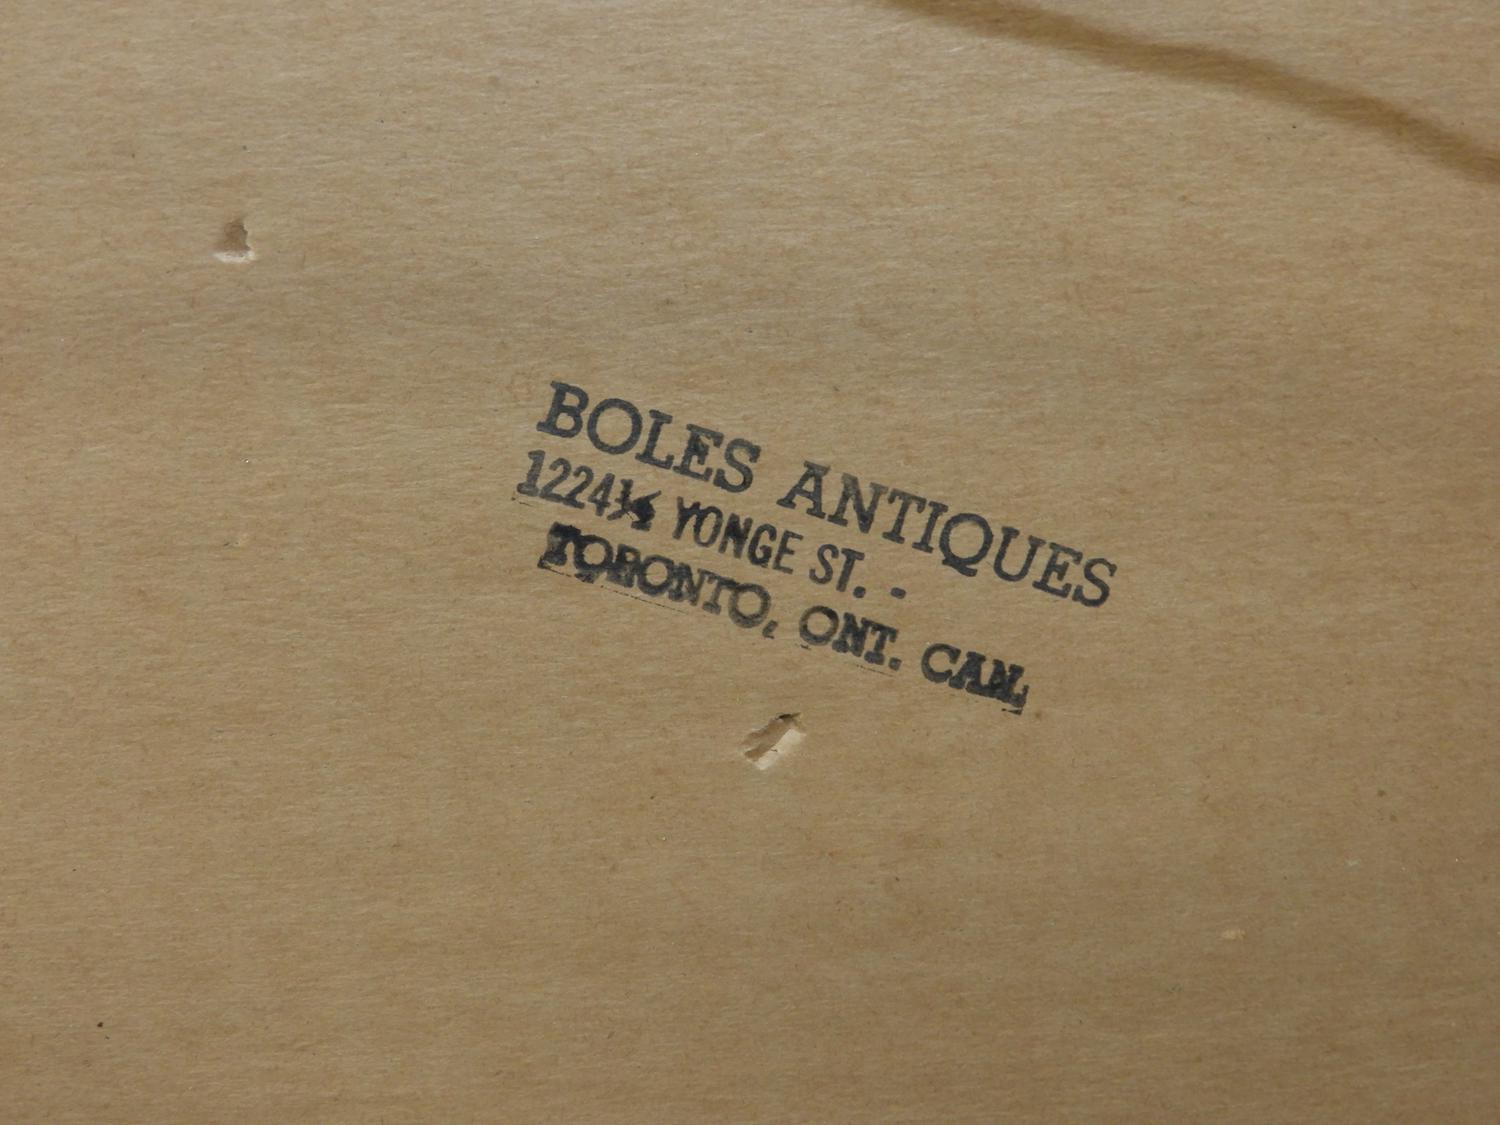 BOLES ANTIQUES
1224½ YONGE ST. -
TORONTO, ONT. CAN.